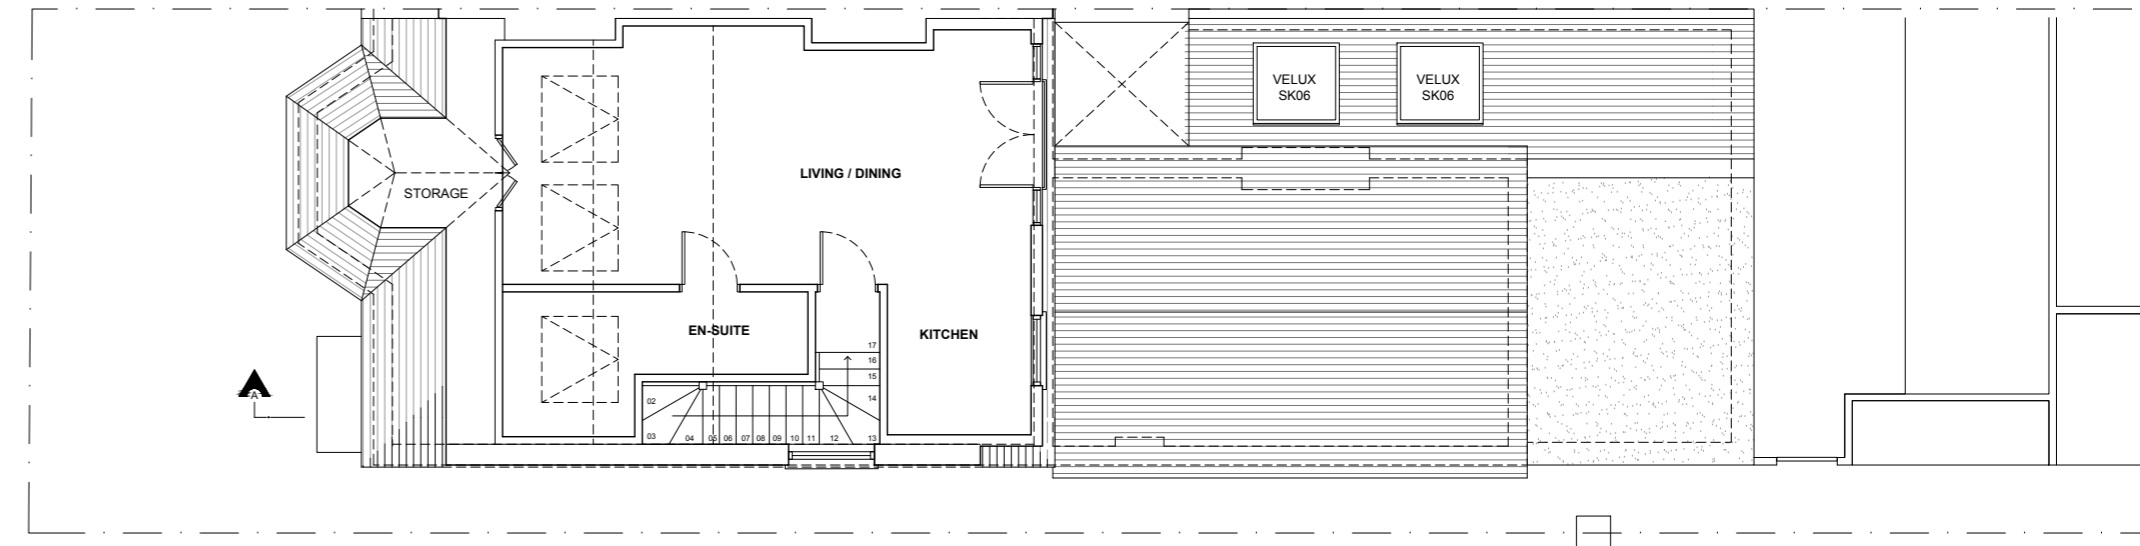 VELUX
SK06
VELUX
SK06
LIVING / DINING
STORAGE
EN-SUITE
KITCHEN
17
16
15
14
13
02
03
04
05
06
07
08
09
10
11
12
A